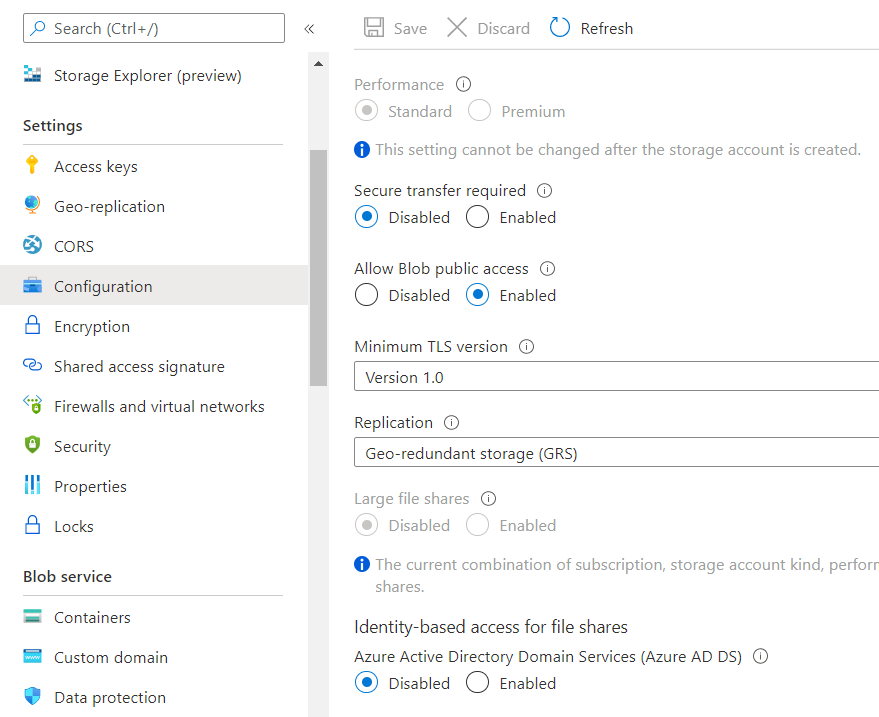 Search (Ctrl+/)
«
Storage Explorer (preview)
Settings
Access keys
Geo-replication
CORS
Configuration
Encryption
Shared access signature
Firewalls and virtual networks
Security
Properties
Locks
Blob service
Containers
Custom domain
Data protection
Save Discard Refresh
Performance
Standard Premium
This setting cannot be changed after the storage account is created.
Secure transfer required
Disabled Enabled
Allow Blob public access
Disabled Enabled
Minimum TLS version
Version 1.0
Replication
Geo-redundant storage (GRS)
Large file shares
Disabled Enabled
The current combination of subscription, storage account kind, perform
shares.
Identity-based access for file shares
Azure Active Directory Domain Services (Azure AD DS)
Disabled Enabled